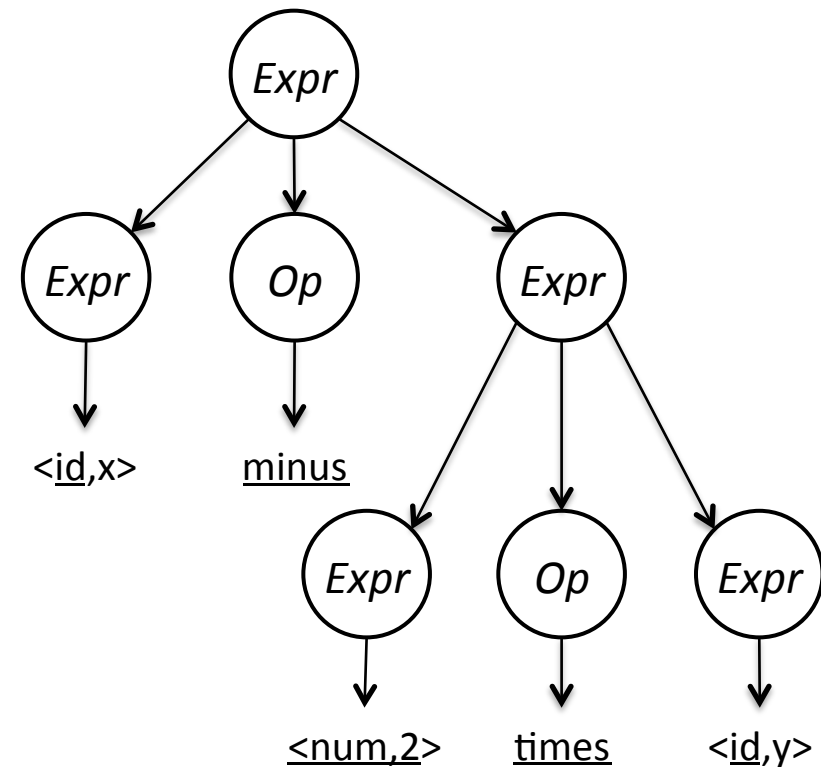 Expr
Expr Op Expr
<id,x> minus
Expr Op Expr
<num,2> times <id,y>